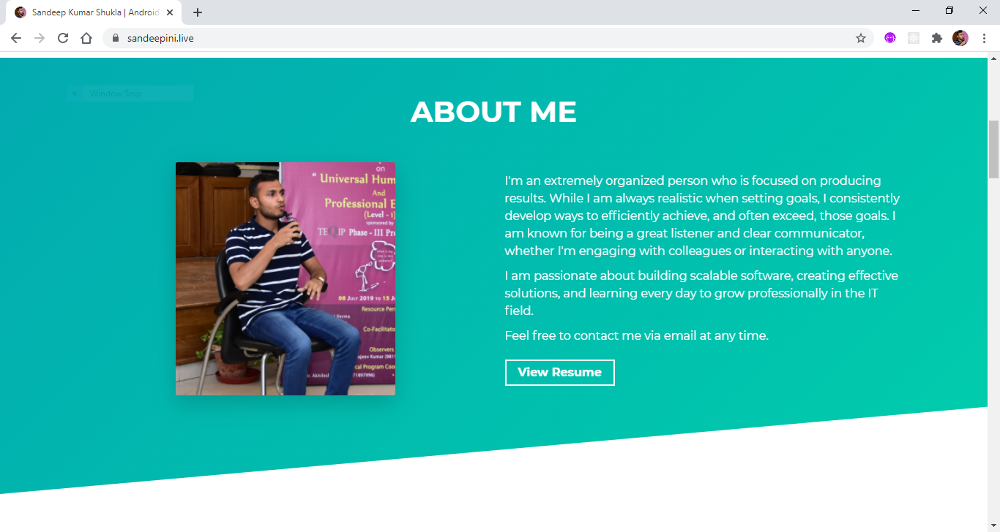 Sandeep Kumar Shukla | Android
sandeepini.live
Window Snip
ABOUT ME
on
“ Universal Hum
And
Professional E
(Level - 1)
sponsored by
TEQIP Phase - III Pr
08 July 2019 to 15 J
Resource Per
Verma
Co-Facilitato
Observers
ajeev Kumar (9811
cal Program Coo
. Akhiles
71897996)
I'm an extremely organized person who is focused on producing
results. While I am always realistic when setting goals, I consistently
develop ways to efficiently achieve, and often exceed, those goals. I
am known for being a great listener and clear communicator,
whether I'm engaging with colleagues or interacting with anyone.
I am passionate about building scalable software, creating effective
solutions, and learning every day to grow professionally in the IT
field.
Feel free to contact me via email at any time.
View Resume